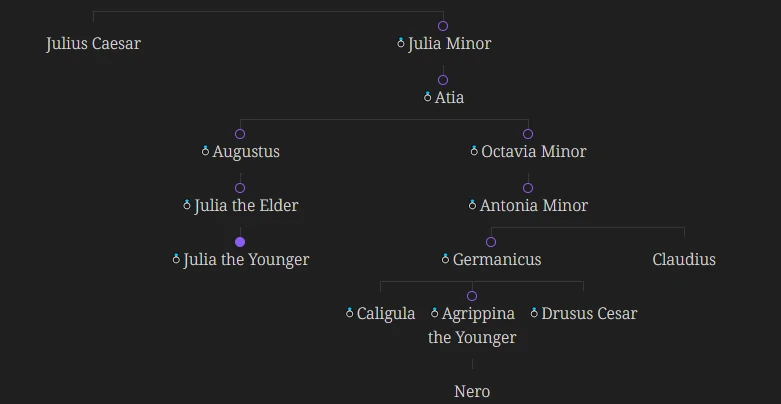 Julius Caesar
Julia Minor
Atia
Augustus
Octavia Minor
Julia the Elder
Antonia Minor
Julia the Younger
Germanicus
Claudius
Caligula
Agrippina
the Younger
Drusus Cesar
Nero